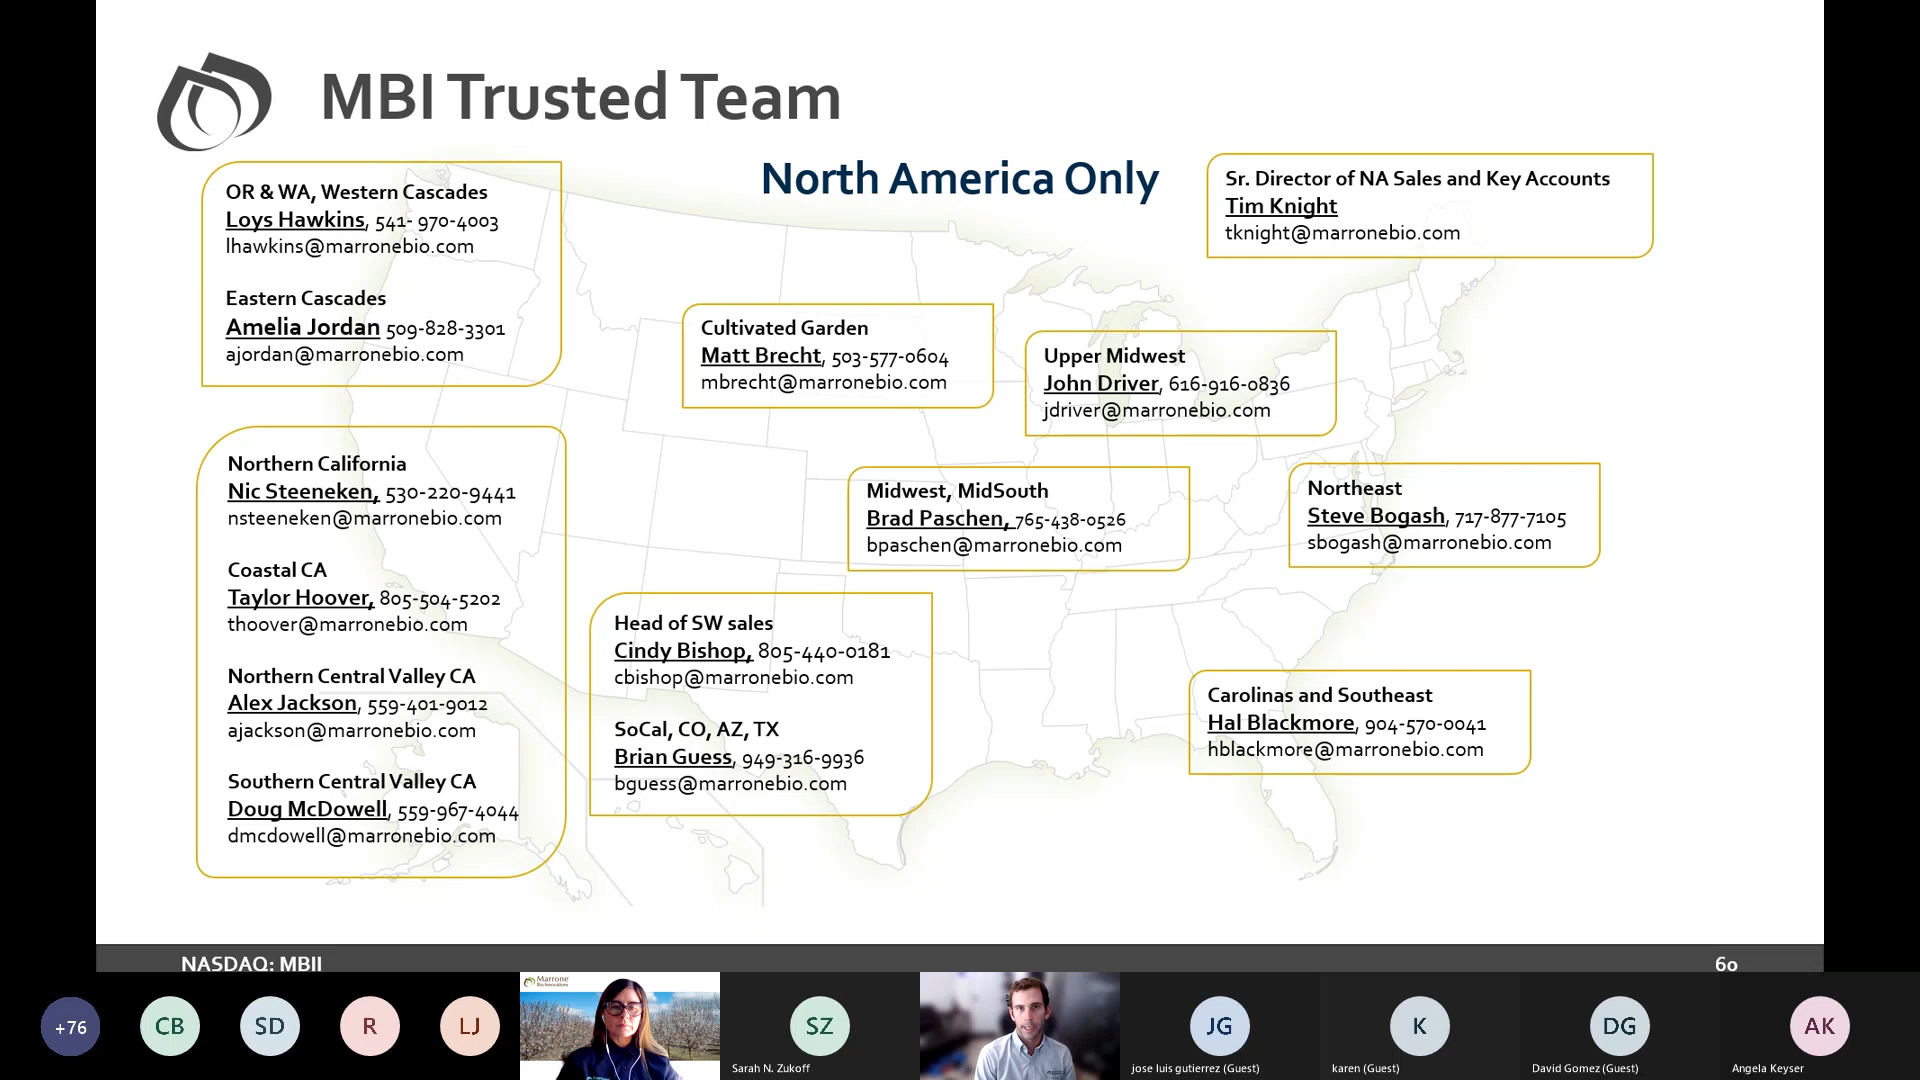 MBI Trusted Team
North America Only
OR & WA, Western Cascades
Loys Hawkins, 541- 970-4003
lhawkins@marronebio.com
Eastern Cascades
Amelia Jordan 509-828-3301
ajordan@marronebio.com
Sr. Director of NA Sales and Key Accounts
Tim Knight
tknight@marronebio.com
Cultivated Garden
Matt Brecht, 503-577-0604
mbrecht@marronebio.com
Upper Midwest
John Driver, 616-916-0836
jdriver@marronebio.com
Northern California
Nic Steeneken, 530-220-9441
nsteeneken@marronebio.com
Coastal CA
Taylor Hoover, 805-504-5202
thoover@marronebio.com
Northern Central Valley CA
Alex Jackson, 559-401-9012
ajackson@marronebio.com
Southern Central Valley CA
Doug McDowell, 559-967-4044
dmcdowell@marronebio.com
Midwest, MidSouth
Brad Paschen, 765-438-0526
bpaschen@marronebio.com
Northeast
Steve Bogash, 717-877-7105
sbogash@marronebio.com
Head of SW sales
Cindy Bishop, 805-440-0181
cbishop@marronebio.com
SoCal, CO, AZ, TX
Brian Guess, 949-316-9936
bguess@marronebio.com
Carolinas and Southeast
Hal Blackmore, 904-570-0041
hblackmore@marronebio.com
NASDAQ: MBII
60
+76
CB
SD
R
LJ
Marrone
Bio Innovations
SZ
Sarah N. Zukoff
JG
jose luis gutierrez (Guest)
K
karen (Guest)
DG
David Gomez (Guest)
AK
Angela Keyser